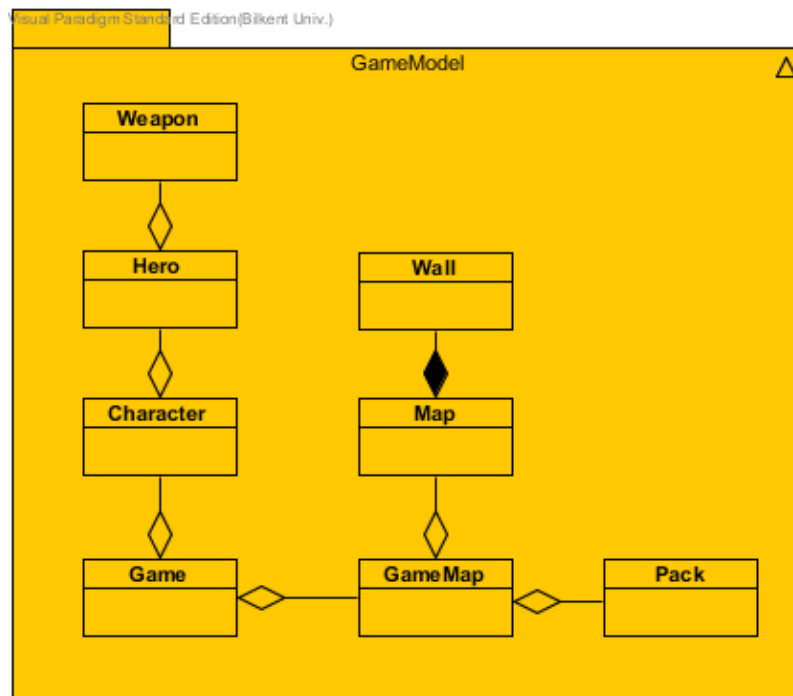 Visual Paradigm Standard Edition(Bilkent Univ.)
GameModel
Weapon
Hero
Wall
Character
Map
Game
GameMap
Pack